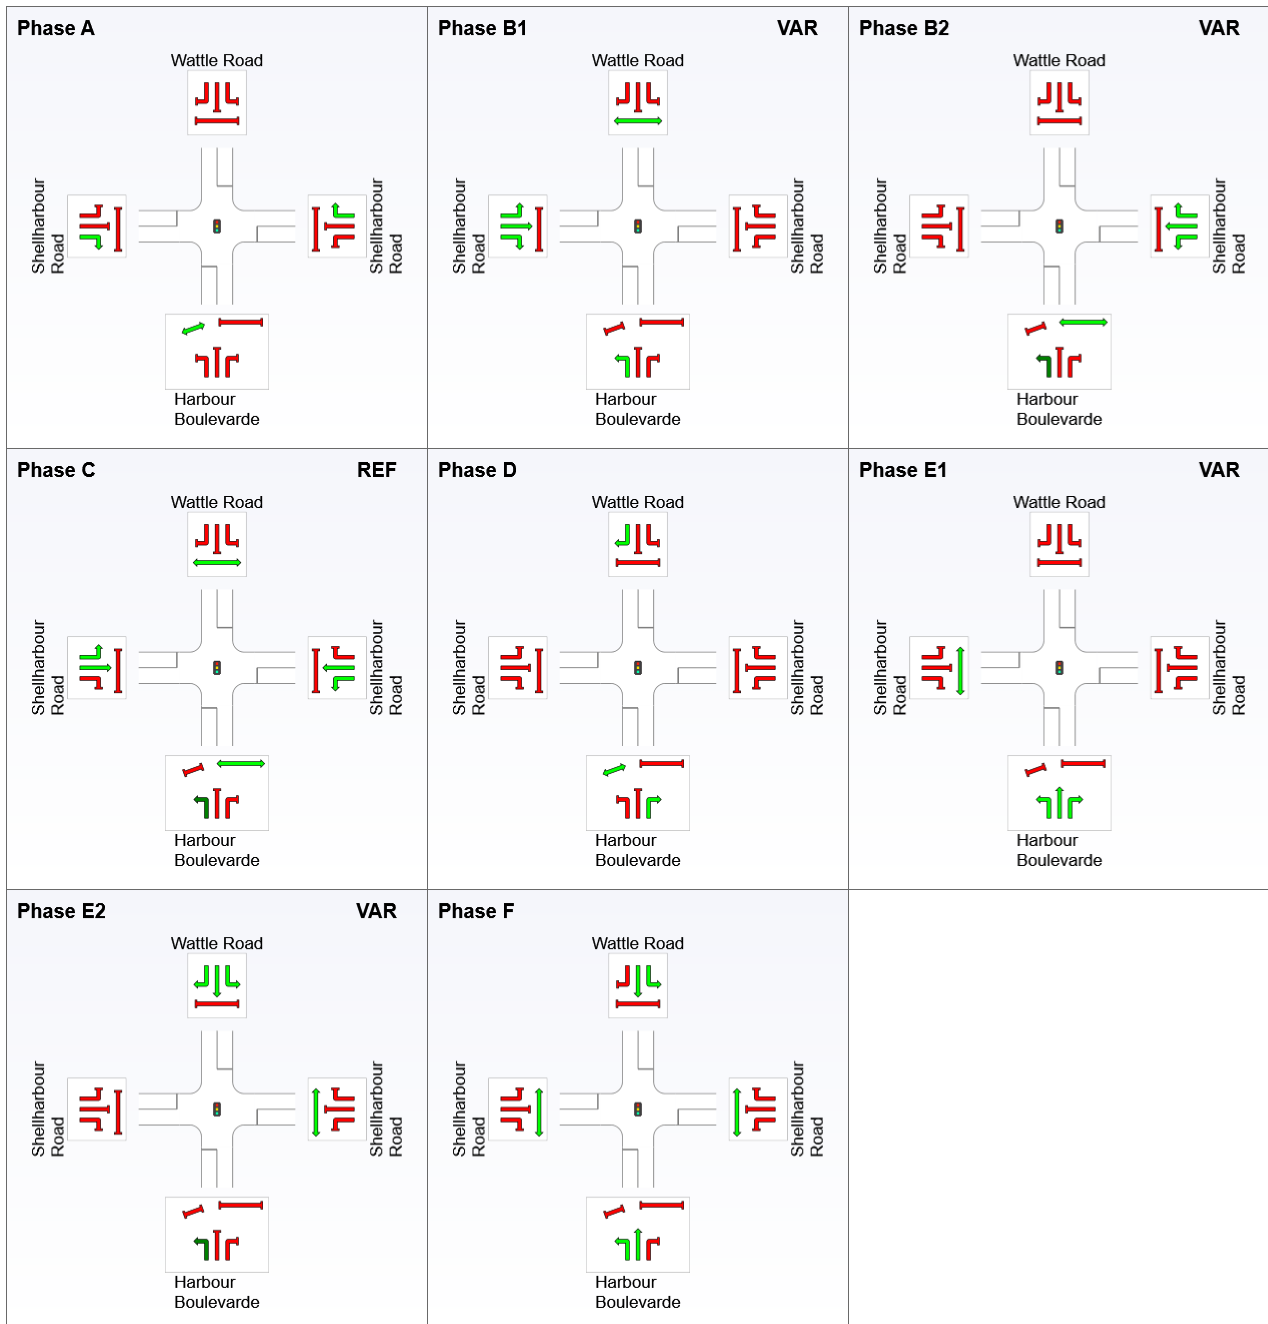 Phase A
Wattle Road
Shellharbour
Road
Shellharbour
Road
Harbour
Boulevarde
Phase B1 VAR
Wattle Road
Shellharbour
Road
Shellharbour
Road
Harbour
Boulevarde
Phase B2 VAR
Wattle Road
Shellharbour
Road
Shellharbour
Road
Harbour
Boulevarde
Phase C REF
Wattle Road
Shellharbour
Road
Shellharbour
Road
Harbour
Boulevarde
Phase D
Wattle Road
Shellharbour
Road
Shellharbour
Road
Harbour
Boulevarde
Phase E1 VAR
Wattle Road
Shellharbour
Road
Shellharbour
Road
Harbour
Boulevarde
Phase E2 VAR
Wattle Road
Shellharbour
Road
Shellharbour
Road
Harbour
Boulevarde
Phase F
Wattle Road
Shellharbour
Road
Shellharbour
Road
Harbour
Boulevarde